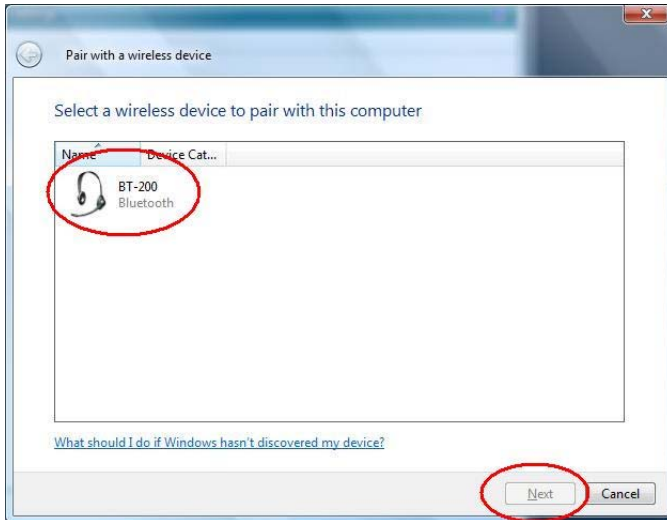 Pair with a wireless device
Select a wireless device to pair with this computer
Name Device Cat...
BT-200
Bluetooth
What should I do if Windows hasn't discovered my device?
Next Cancel